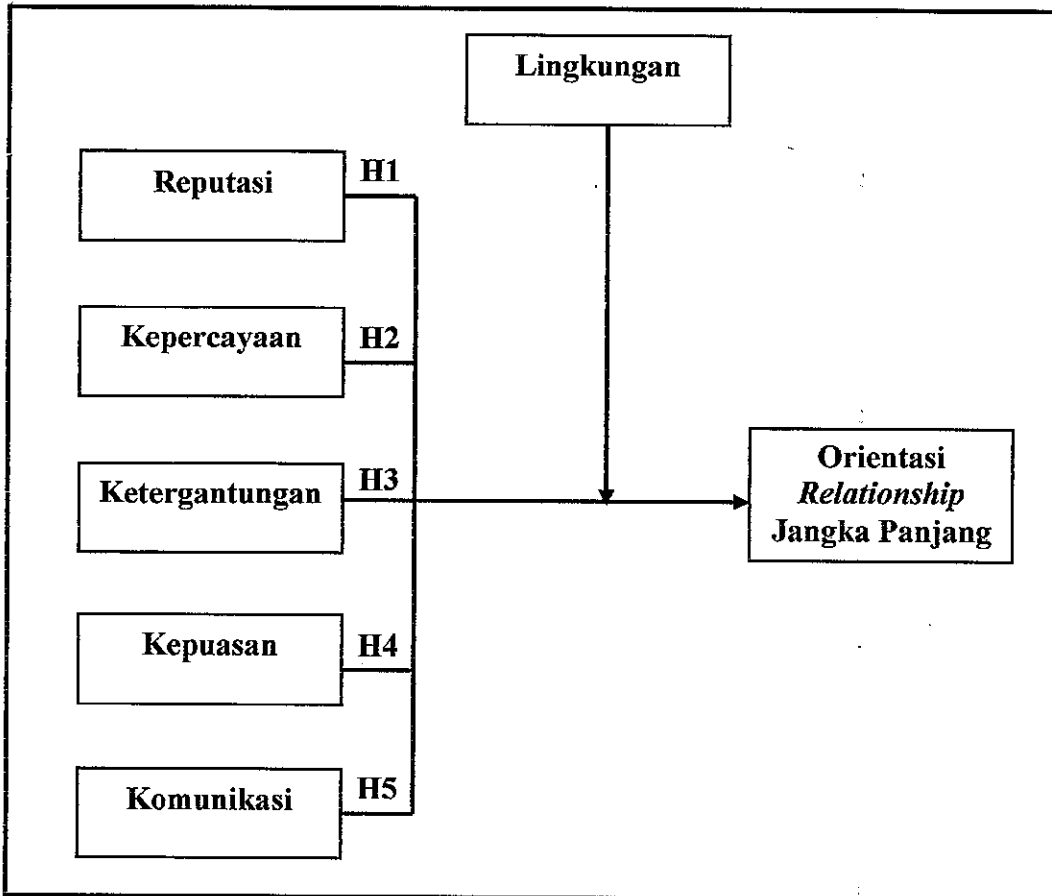 Lingkungan
Reputasi
H1
Kepercayaan
H2
Ketergantungan
H3
Orientasi
Relationship
Jangka Panjang
Kepuasan
H4
Komunikasi
H5